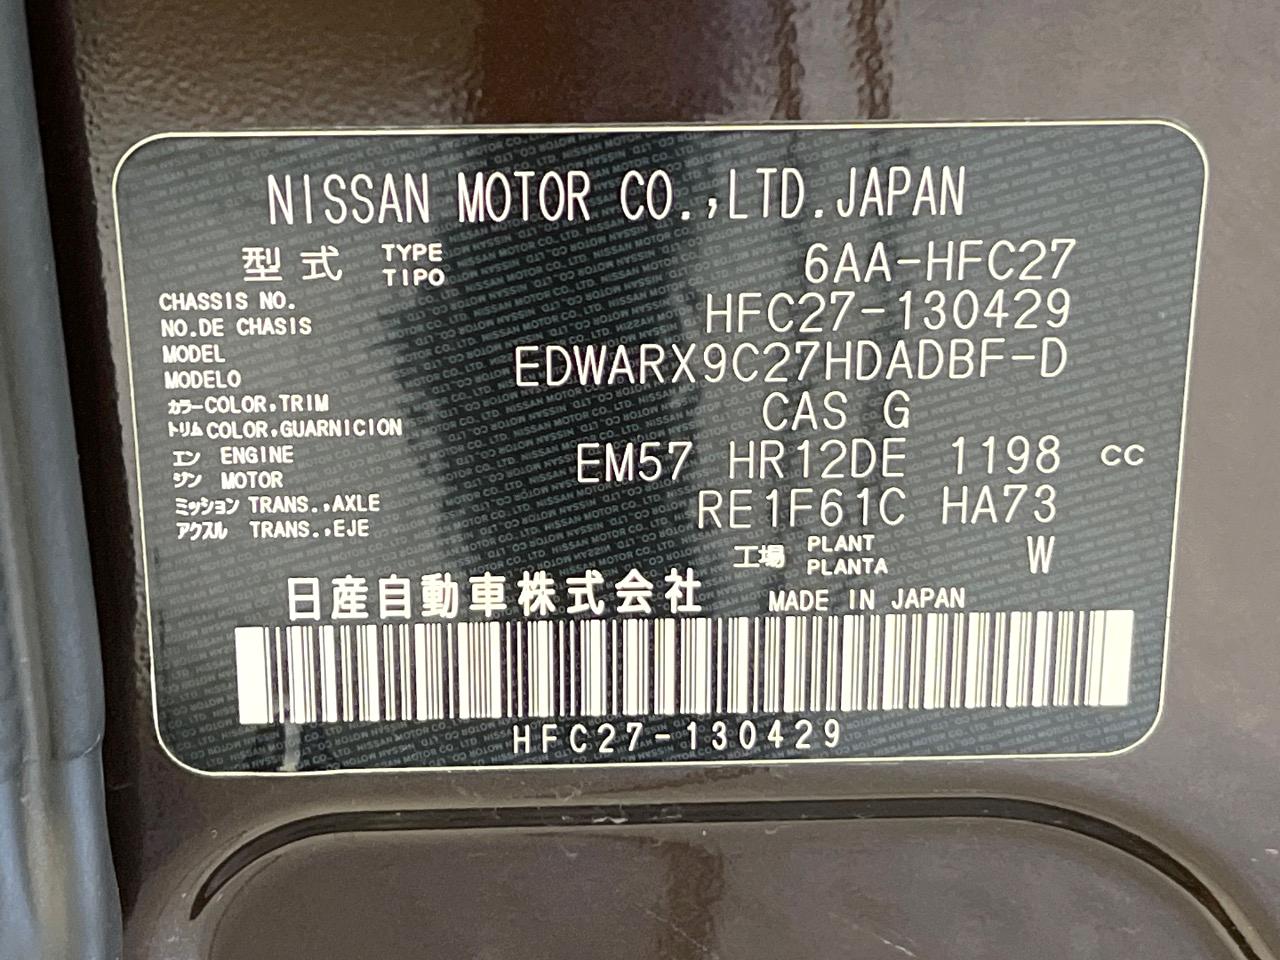 NISSAN MOTOR CO.,LTD.JAPAN
型式 TYPE TIPO 6AA-HFC27
CHASSIS NO.
NO.DE CHASIS HFC27-130429
MODEL
MODELO EDWARX9C27HDADBF-D
カラー COLOR,TRIM
トリム COLOR,GUARNICION CAS G
エン ENGINE
ジン MOTOR EM57 HR12DE 1198 cc
ミッション TRANS.,AXLE
アクスル TRANS.,EJE RE1F61C HA73
工場 PLANT PLANTA W
日産自動車株式会社 MADE IN JAPAN
HFC27-130429